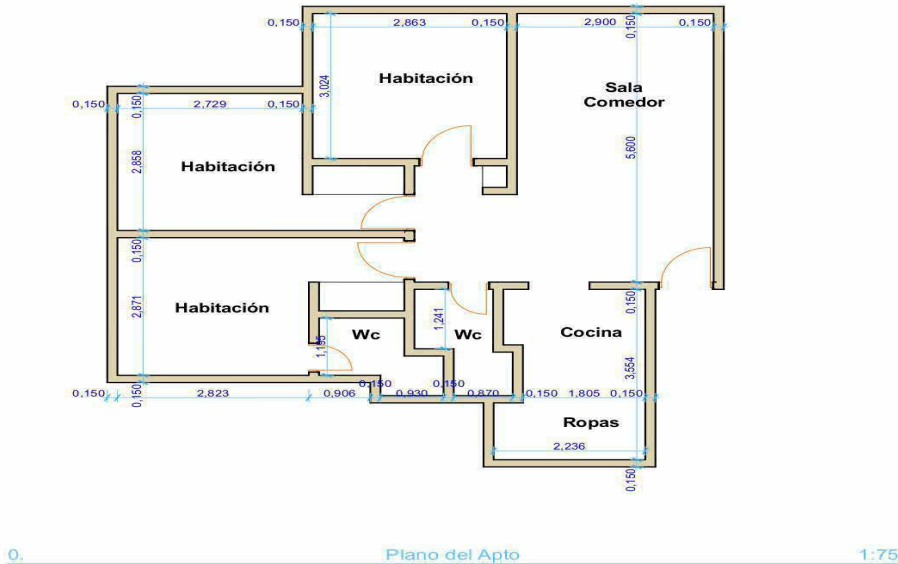 0,150 2,863 0,150 2,900 0,150 0,150
3,024
Habitación
Sala
Comedor
0,150 2,729 0,150 0,150
5,600
2,858
Habitación
0,150
2,871
Habitación
1,195
Wc
1,241
Wc
0,150
Cocina
3,554
0,150 0,150
0,150 2,823 0,906 0,930 0,870 0,150 1,805 0,150
0,150
Ropas
2,236
0,150
0. Plano del Apto 1:75